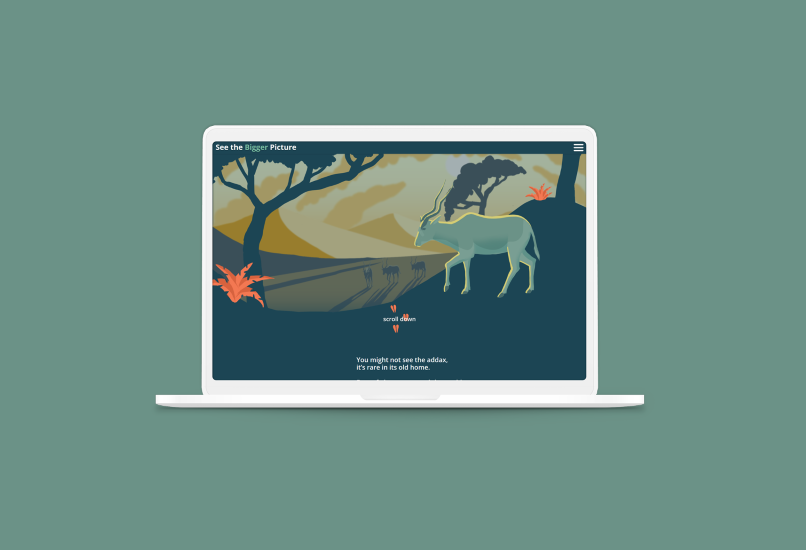 See the Bigger Picture
scroll down
You might not see the addax,
it's rare in its old home.